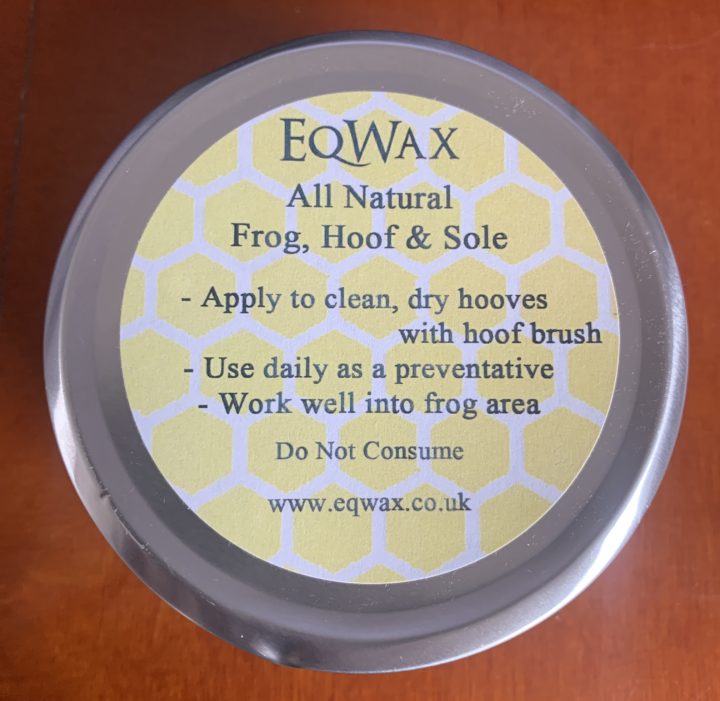 EQWAX
All Natural
Frog, Hoof & Sole
- Apply to clean, dry hooves
with hoof brush
- Use daily as a preventative
- Work well into frog area
Do Not Consume
www.eqwax.co.uk